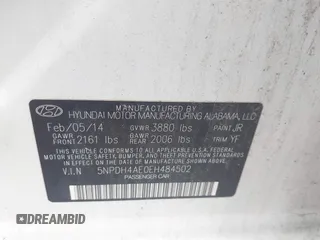 MANUFACTURED BY
HYUNDAI MOTOR MANUFACTURING ALABAMA, LLC
Feb/05/14 GVWR 3880 lbs PAINT JR
GAWR FRONT 2161 lbs GAWR REAR 2006 lbs TRIM YF
THIS VEHICLE CONFORMS TO ALL APPLICABLE U.S. FEDERAL MOTOR VEHICLE SAFETY, BUMPER, AND THEFT PREVENTION STANDARDS IN EFFECT ON THE DATE OF MANUFACTURE SHOWN ABOVE.
V.I.N 5NPDH4AE0EH484502
PASSENGER CAR
DREAMBID dreambid.com